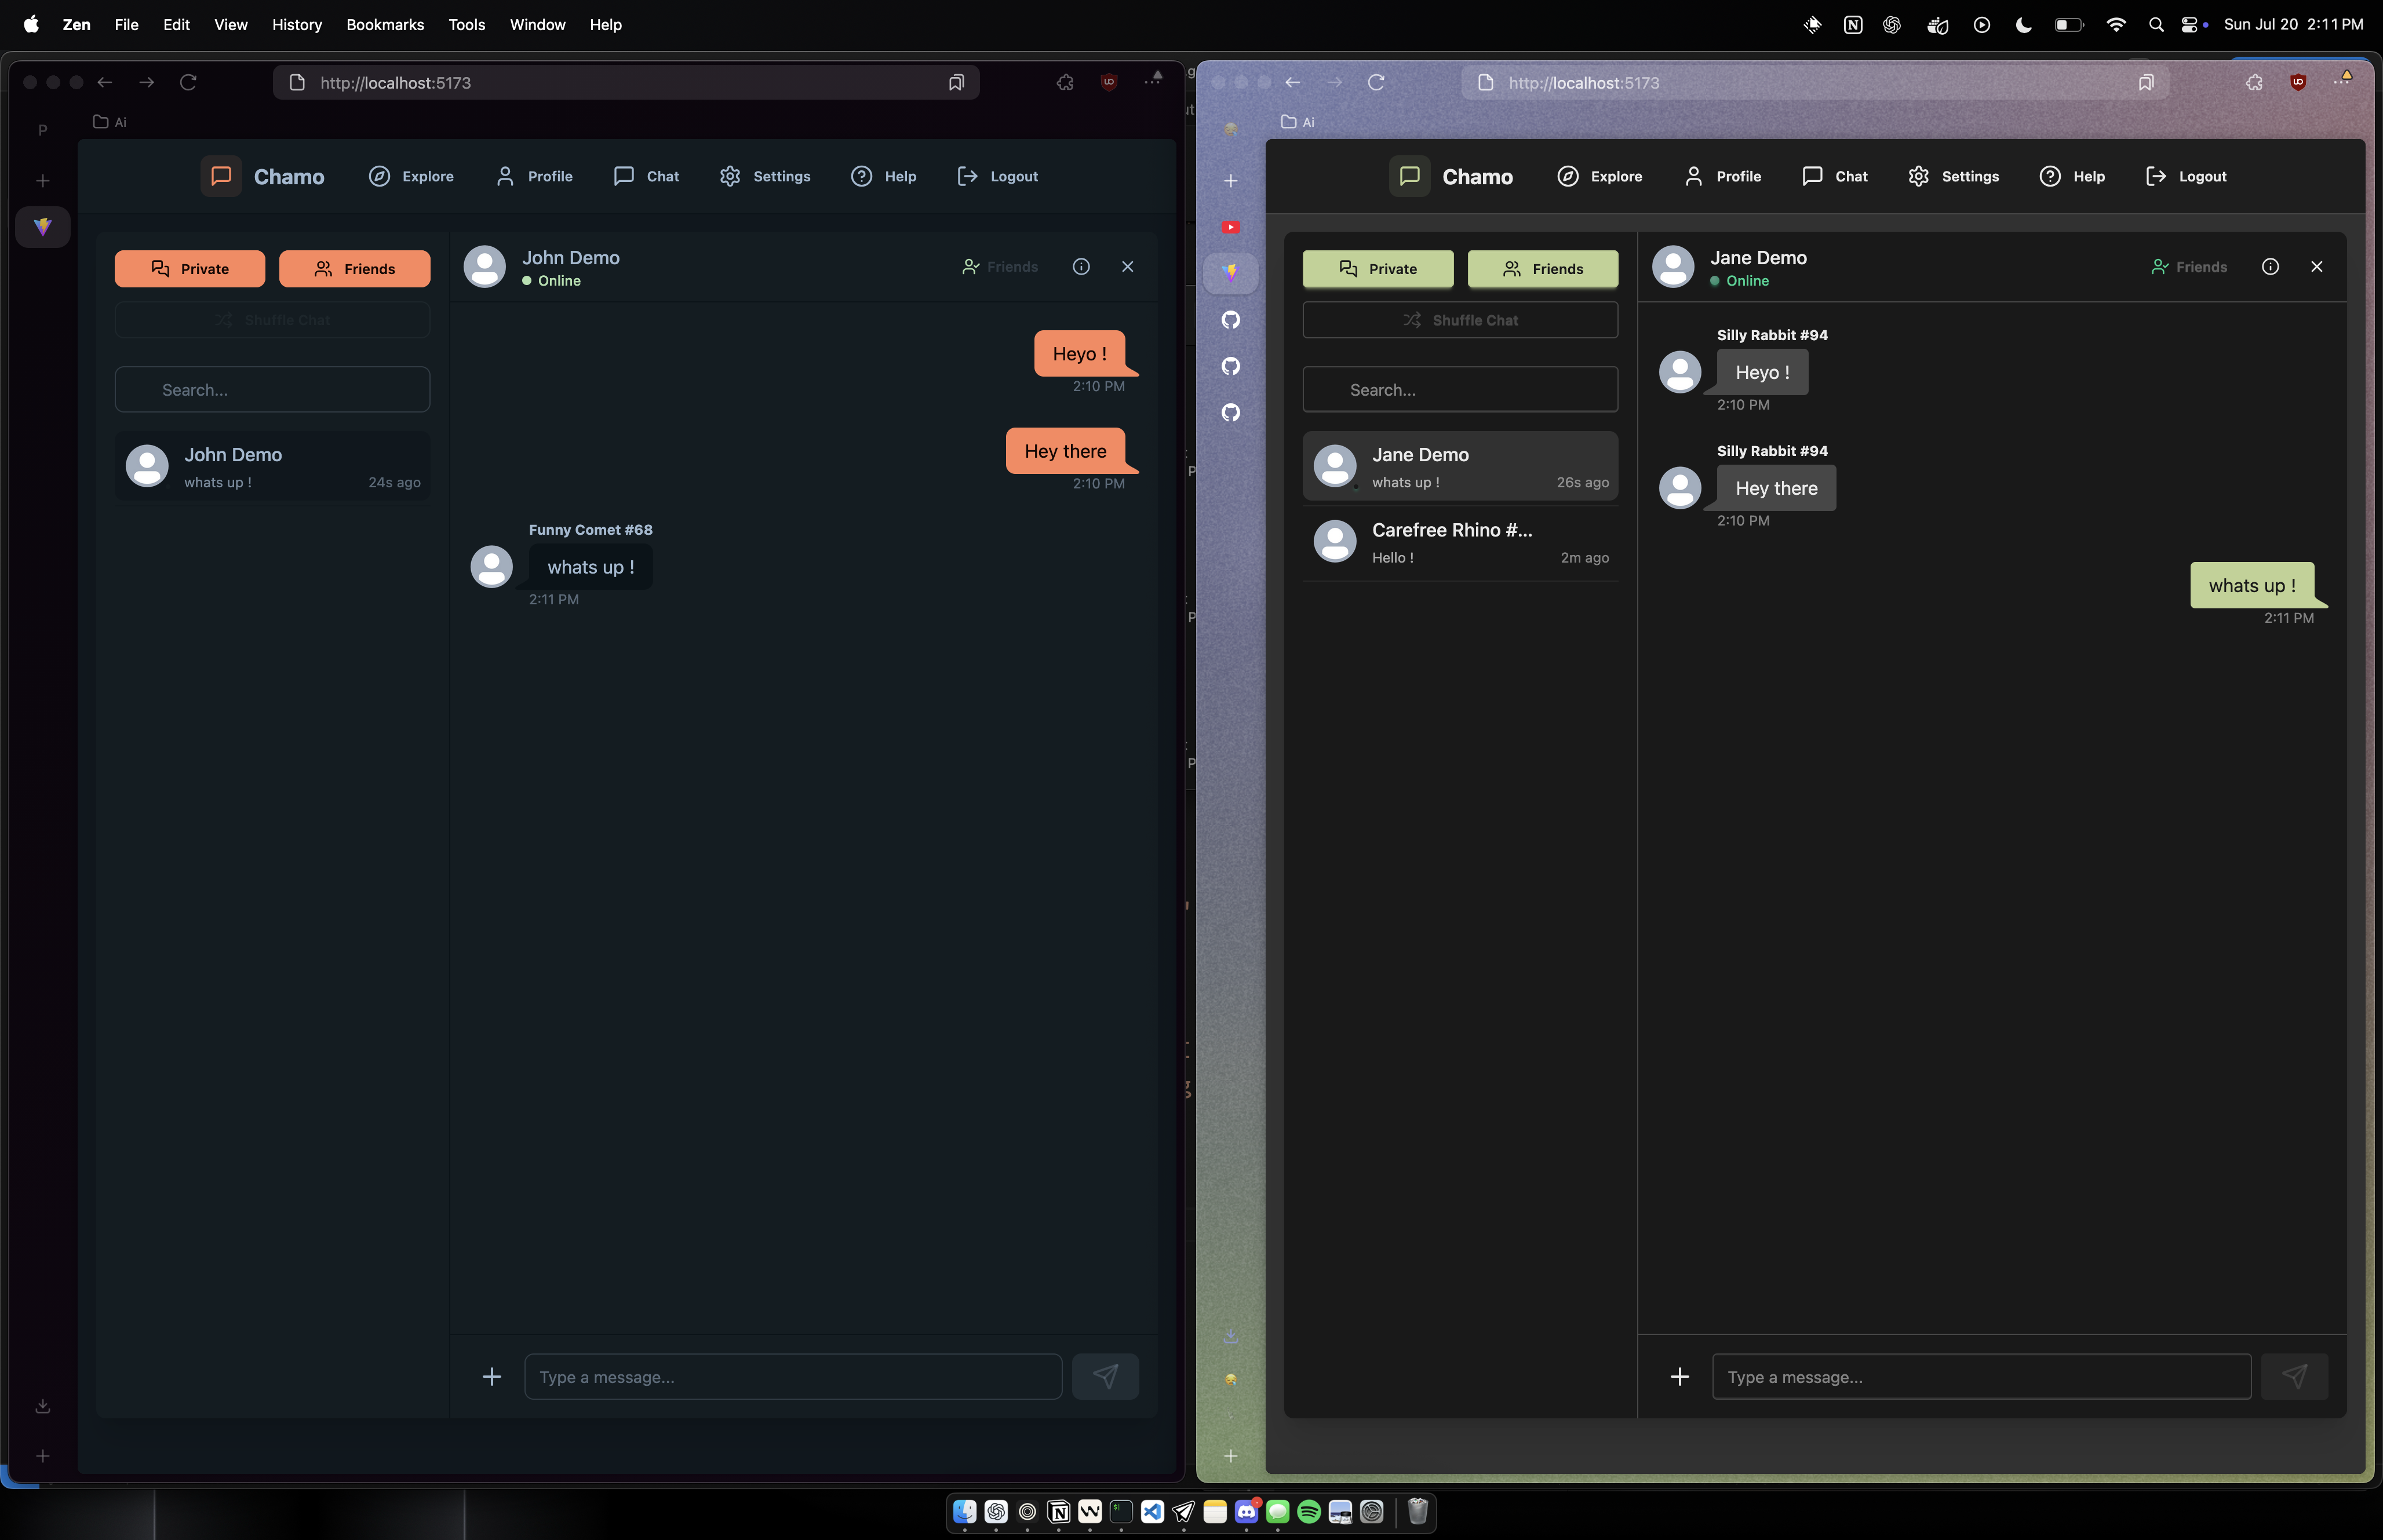 Zen File Edit View History Bookmarks Tools Window Help Sun Jul 20 2:11 PM
http://localhost:5173
P
Ai
Chamo Explore Profile Chat Settings Help Logout
Private Friends
Shuffle Chat
Search...
John Demo
whats up ! 24s ago
John Demo
Online
Friends
Heyo !
2:10 PM
Hey there
2:10 PM
Funny Comet #68
whats up !
2:11 PM
Type a message...
http://localhost:5173
Ai
Chamo Explore Profile Chat Settings Help Logout
Private Friends
Shuffle Chat
Search...
Jane Demo
whats up ! 26s ago
Carefree Rhino #...
Hello ! 2m ago
Jane Demo
Online
Friends
Silly Rabbit #94
Heyo !
2:10 PM
Silly Rabbit #94
Hey there
2:10 PM
whats up !
2:11 PM
Type a message...